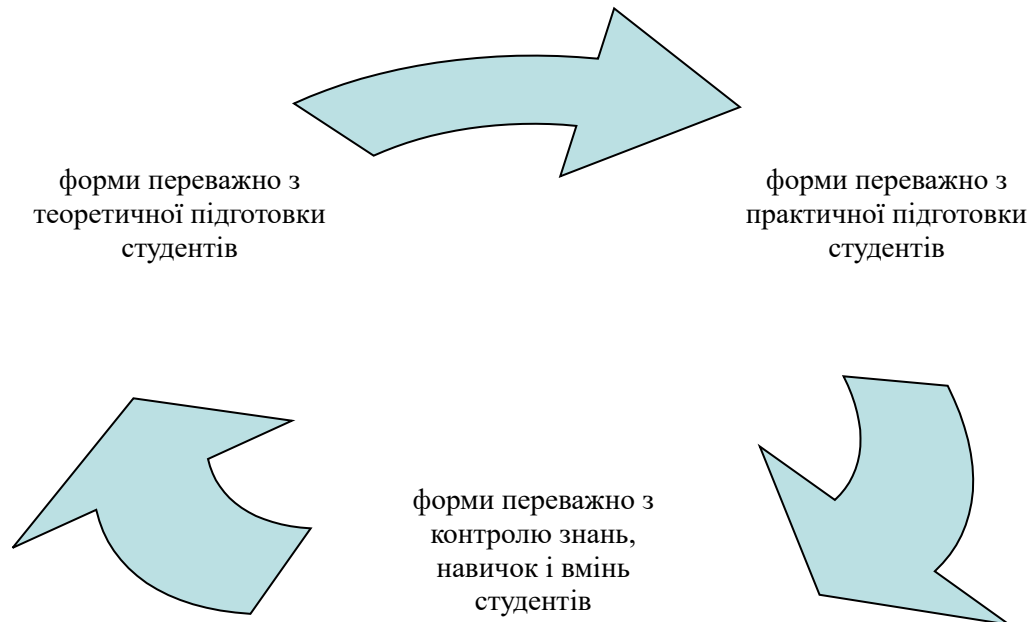 форми переважно з
теоретичної підготовки
студентів
форми переважно з
практичної підготовки
студентів
форми переважно з
контролю знань,
навичок і вмінь
студентів